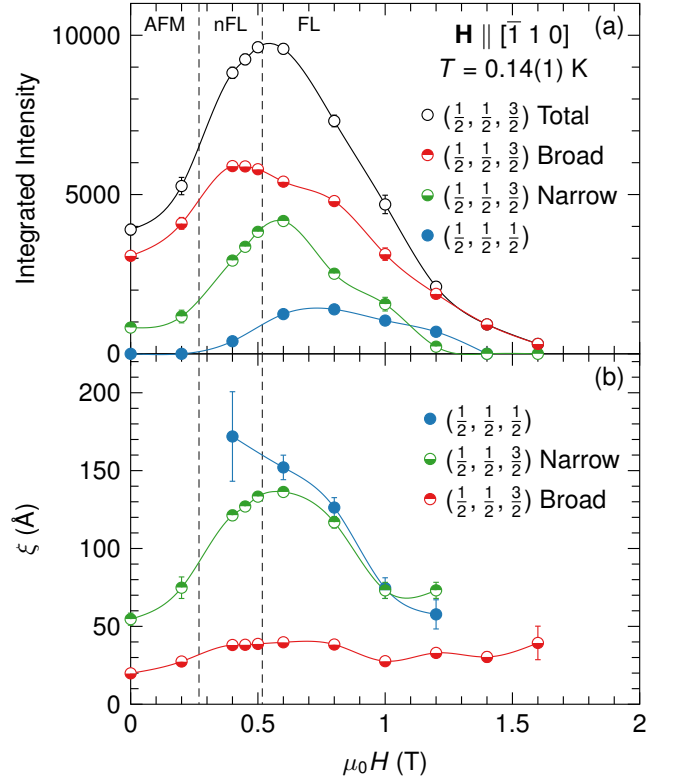 AFM nFL FL
(a)
H || [1̅ 1 0]
T = 0.14(1) K
(1/2, 1/2, 3/2) Total
(1/2, 1/2, 3/2) Broad
(1/2, 1/2, 3/2) Narrow
(1/2, 1/2, 1/2)
10000
5000
0
Integrated Intensity
(b)
(1/2, 1/2, 1/2)
(1/2, 1/2, 3/2) Narrow
(1/2, 1/2, 3/2) Broad
200
150
100
50
0
ξ (Å)
0 0.5 1 1.5 2
μ₀H (T)